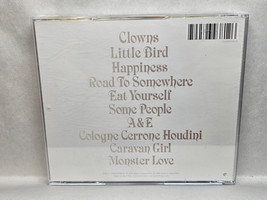 Clowns
Little Bird
Happiness
Road To Somewhere
Eat Yourself
Some People
A&E
Cologne Cerrone Houdini
Caravan Girl
Monster Love